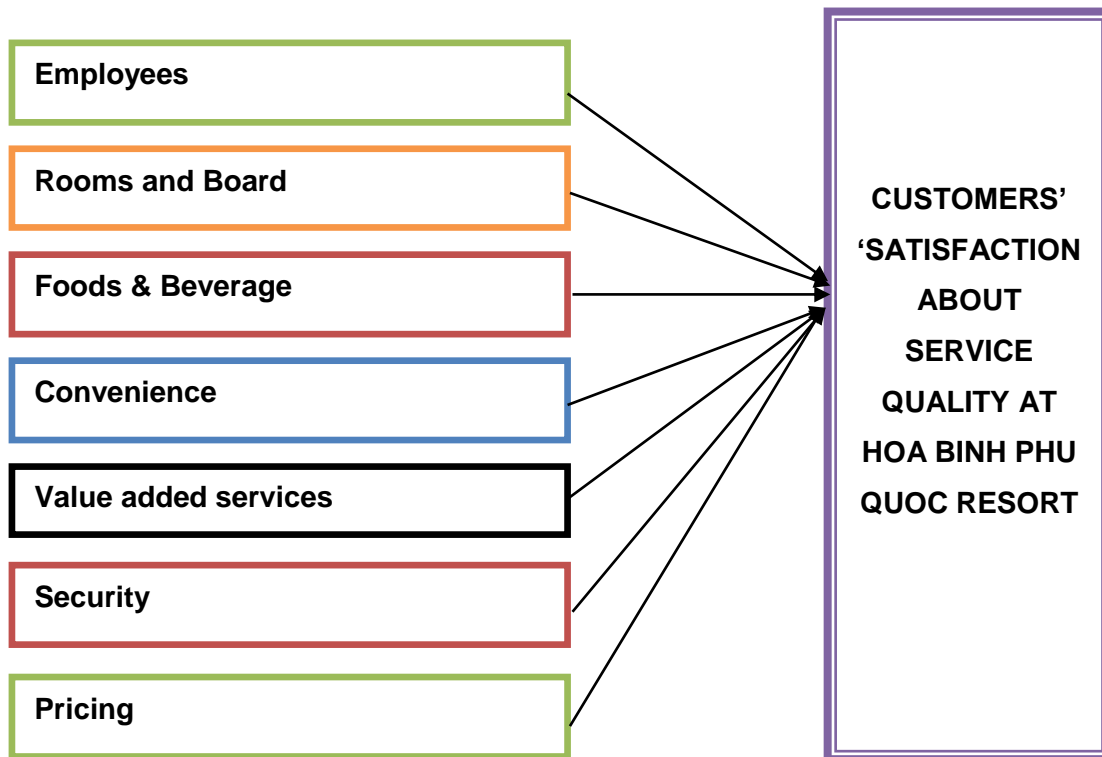 Employees
Rooms and Board
Foods & Beverage
Convenience
Value added services
Security
Pricing
CUSTOMERS’
‘SATISFACTION
ABOUT
SERVICE
QUALITY AT
HOA BINH PHU
QUOC RESORT